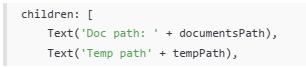 children: [
Text('Doc path: ' + documentsPath),
Text('Temp path' + tempPath),